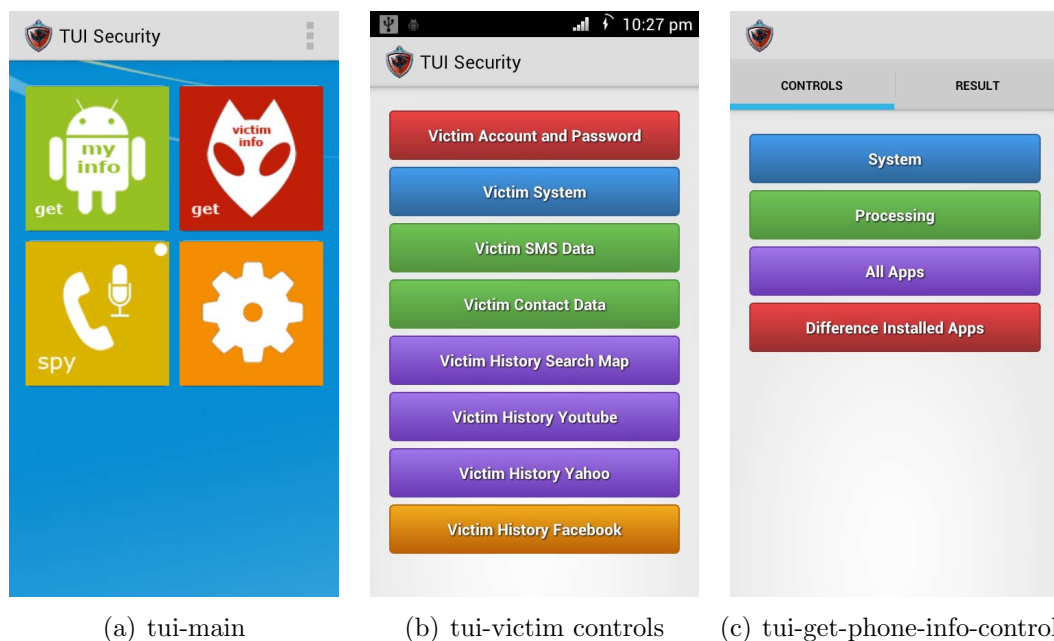 TUI Security
my
info
get
victim
info
get
spy
(a) tui-main
10:27 pm
TUI Security
Victim Account and Password
Victim System
Victim SMS Data
Victim Contact Data
Victim History Search Map
Victim History Youtube
Victim History Yahoo
Victim History Facebook
(b) tui-victim controls
CONTROLS RESULT
System
Processing
All Apps
Difference Installed Apps
(c) tui-get-phone-info-control